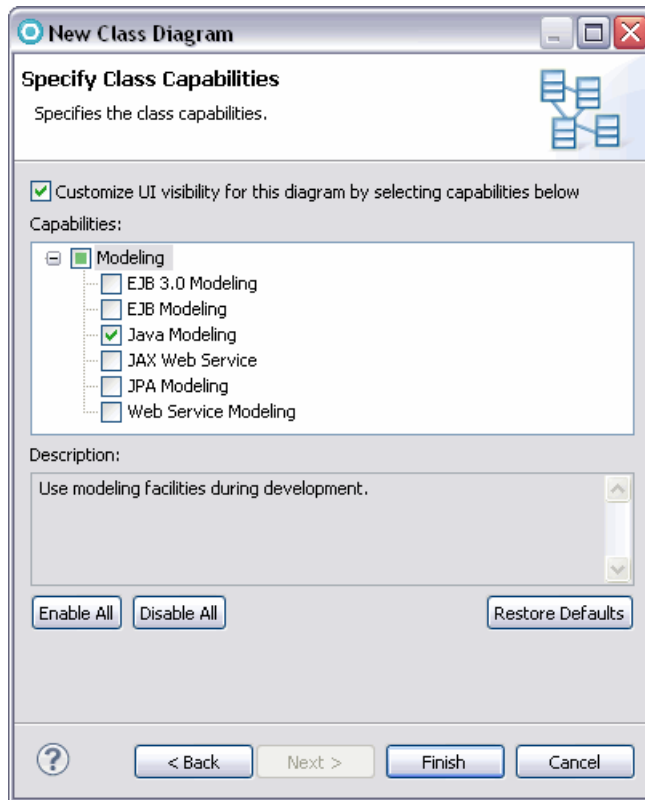 New Class Diagram
Specify Class Capabilities
Specifies the class capabilities.
Customize UI visibility for this diagram by selecting capabilities below
Capabilities:
Modeling
EJB 3.0 Modeling
EJB Modeling
Java Modeling
JAX Web Service
JPA Modeling
Web Service Modeling
Description:
Use modeling facilities during development.
Enable All Disable All Restore Defaults
? < Back Next > Finish Cancel